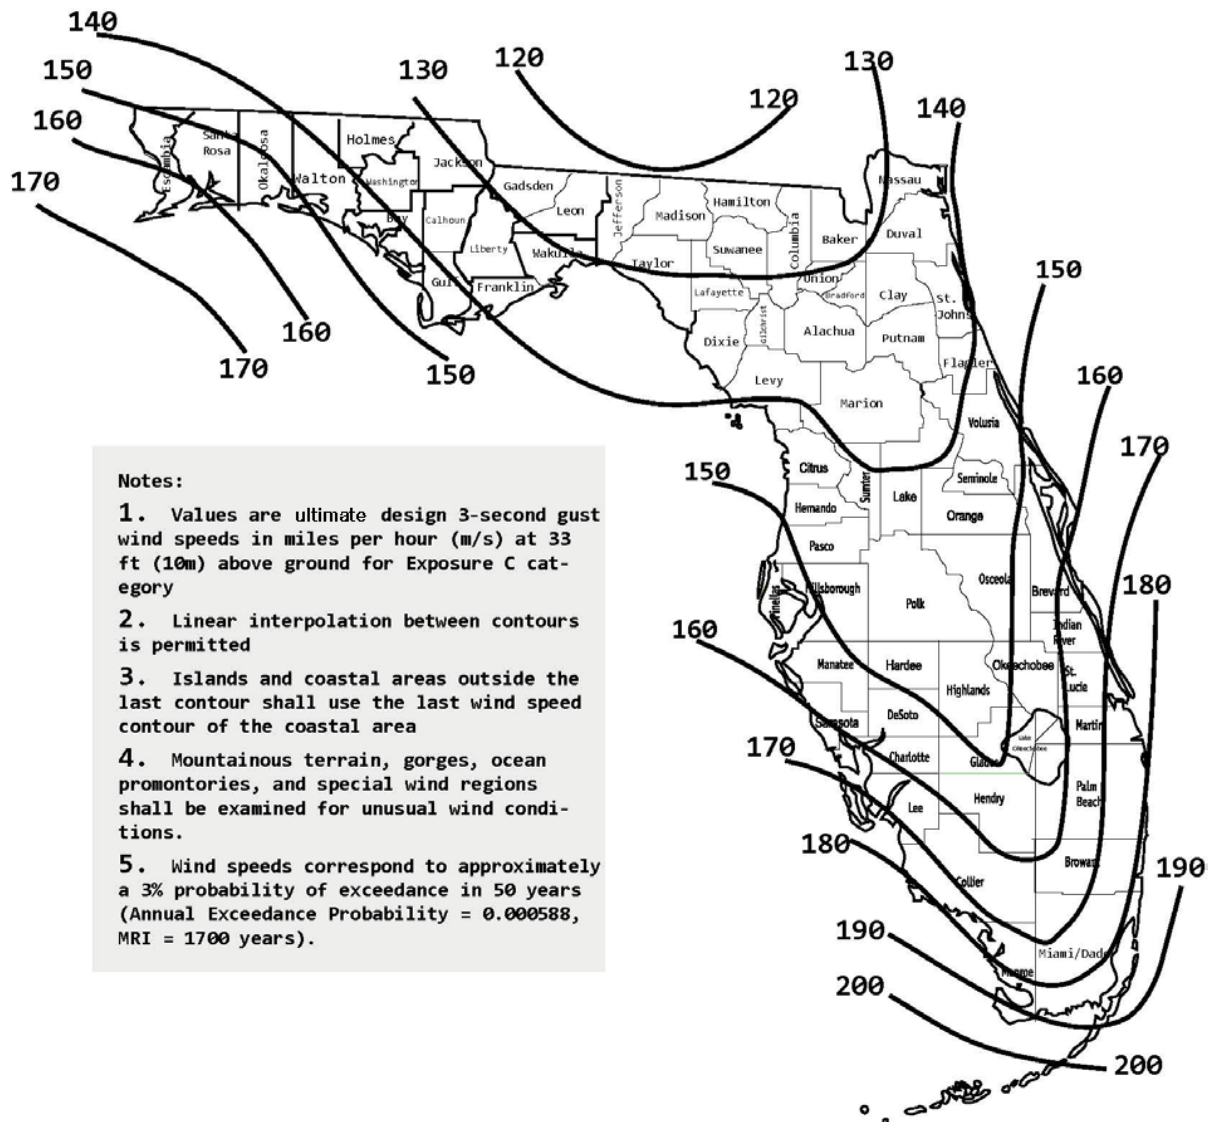 140
150
160
170
130
120
120
130
140
Escambia
Santa
Rosa
Okaloosa
Walton
Holmes
Washington
Jackson
Bay
Calhoun
Gulf
Liberty
Franklin
Gadsden
Leon
Wakulla
Jefferson
Taylor
Madison
Hamilton
Suwanee
Lafayette
Columbia
Baker
Nassau
Duval
Union
Bradford
Clay
St.
Johns
Dixie
Gilchrist
Alachua
Putnam
Flagler
Levy
Marion
Volusia
150
160
170
170
160
150
Citrus
Sumter
Lake
Seminole
Hernando
Orange
Pasco
Pinellas
Hillsborough
Polk
Osceola
Brevard
Indian
River
180
150
160
Manatee
Hardee
Highlands
Okeechobee
St.
Lucie
Sarasota
DeSoto
Martin
170
Charlotte
Glades
Lake
Okeechobee
Lee
Hendry
Palm
Beach
180
Collier
Broward
190
190
Monroe
Miami/Dade
200
200
Notes:
1. Values are ultimate design 3-second gust
wind speeds in miles per hour (m/s) at 33
ft (10m) above ground for Exposure C cat-
egory
2. Linear interpolation between contours
is permitted
3. Islands and coastal areas outside the
last contour shall use the last wind speed
contour of the coastal area
4. Mountainous terrain, gorges, ocean
promontories, and special wind regions
shall be examined for unusual wind condi-
tions.
5. Wind speeds correspond to approximately
a 3% probability of exceedance in 50 years
(Annual Exceedance Probability = 0.000588,
MRI = 1700 years).